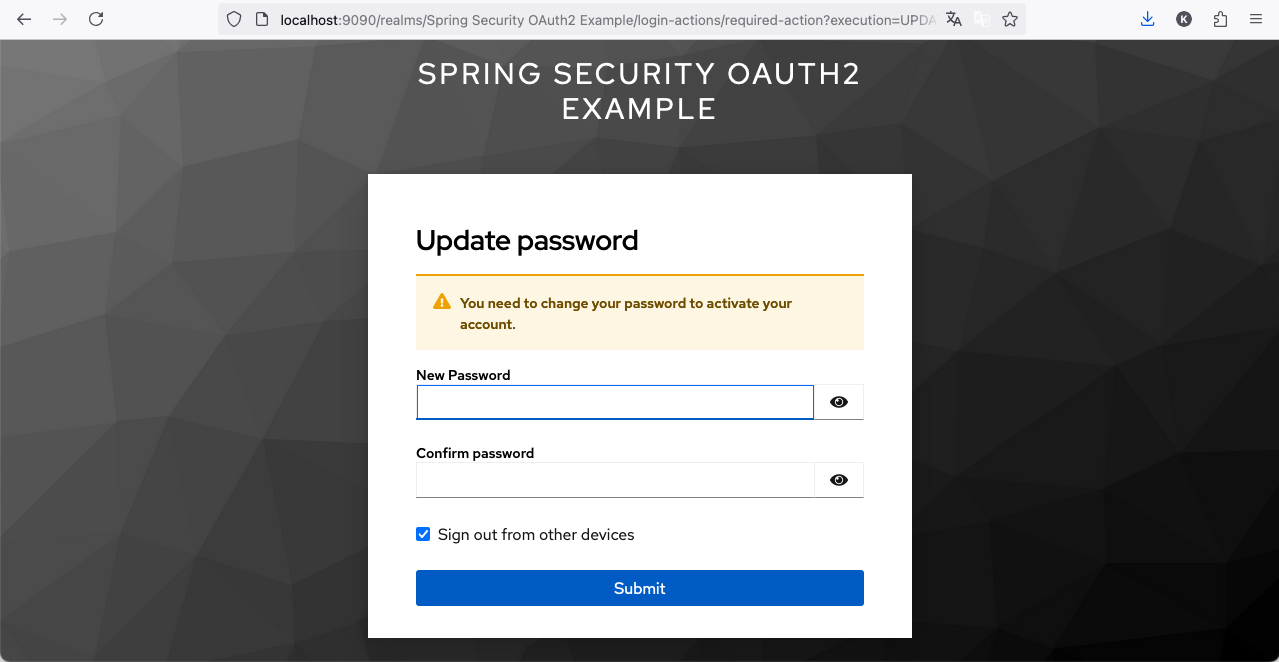 localhost:9090/realms/Spring Security OAuth2 Example/login-actions/required-action?execution=UPDA
K
SPRING SECURITY OAUTH2
EXAMPLE
Update password
You need to change your password to activate your
account.
New Password
Confirm password
Sign out from other devices
Submit